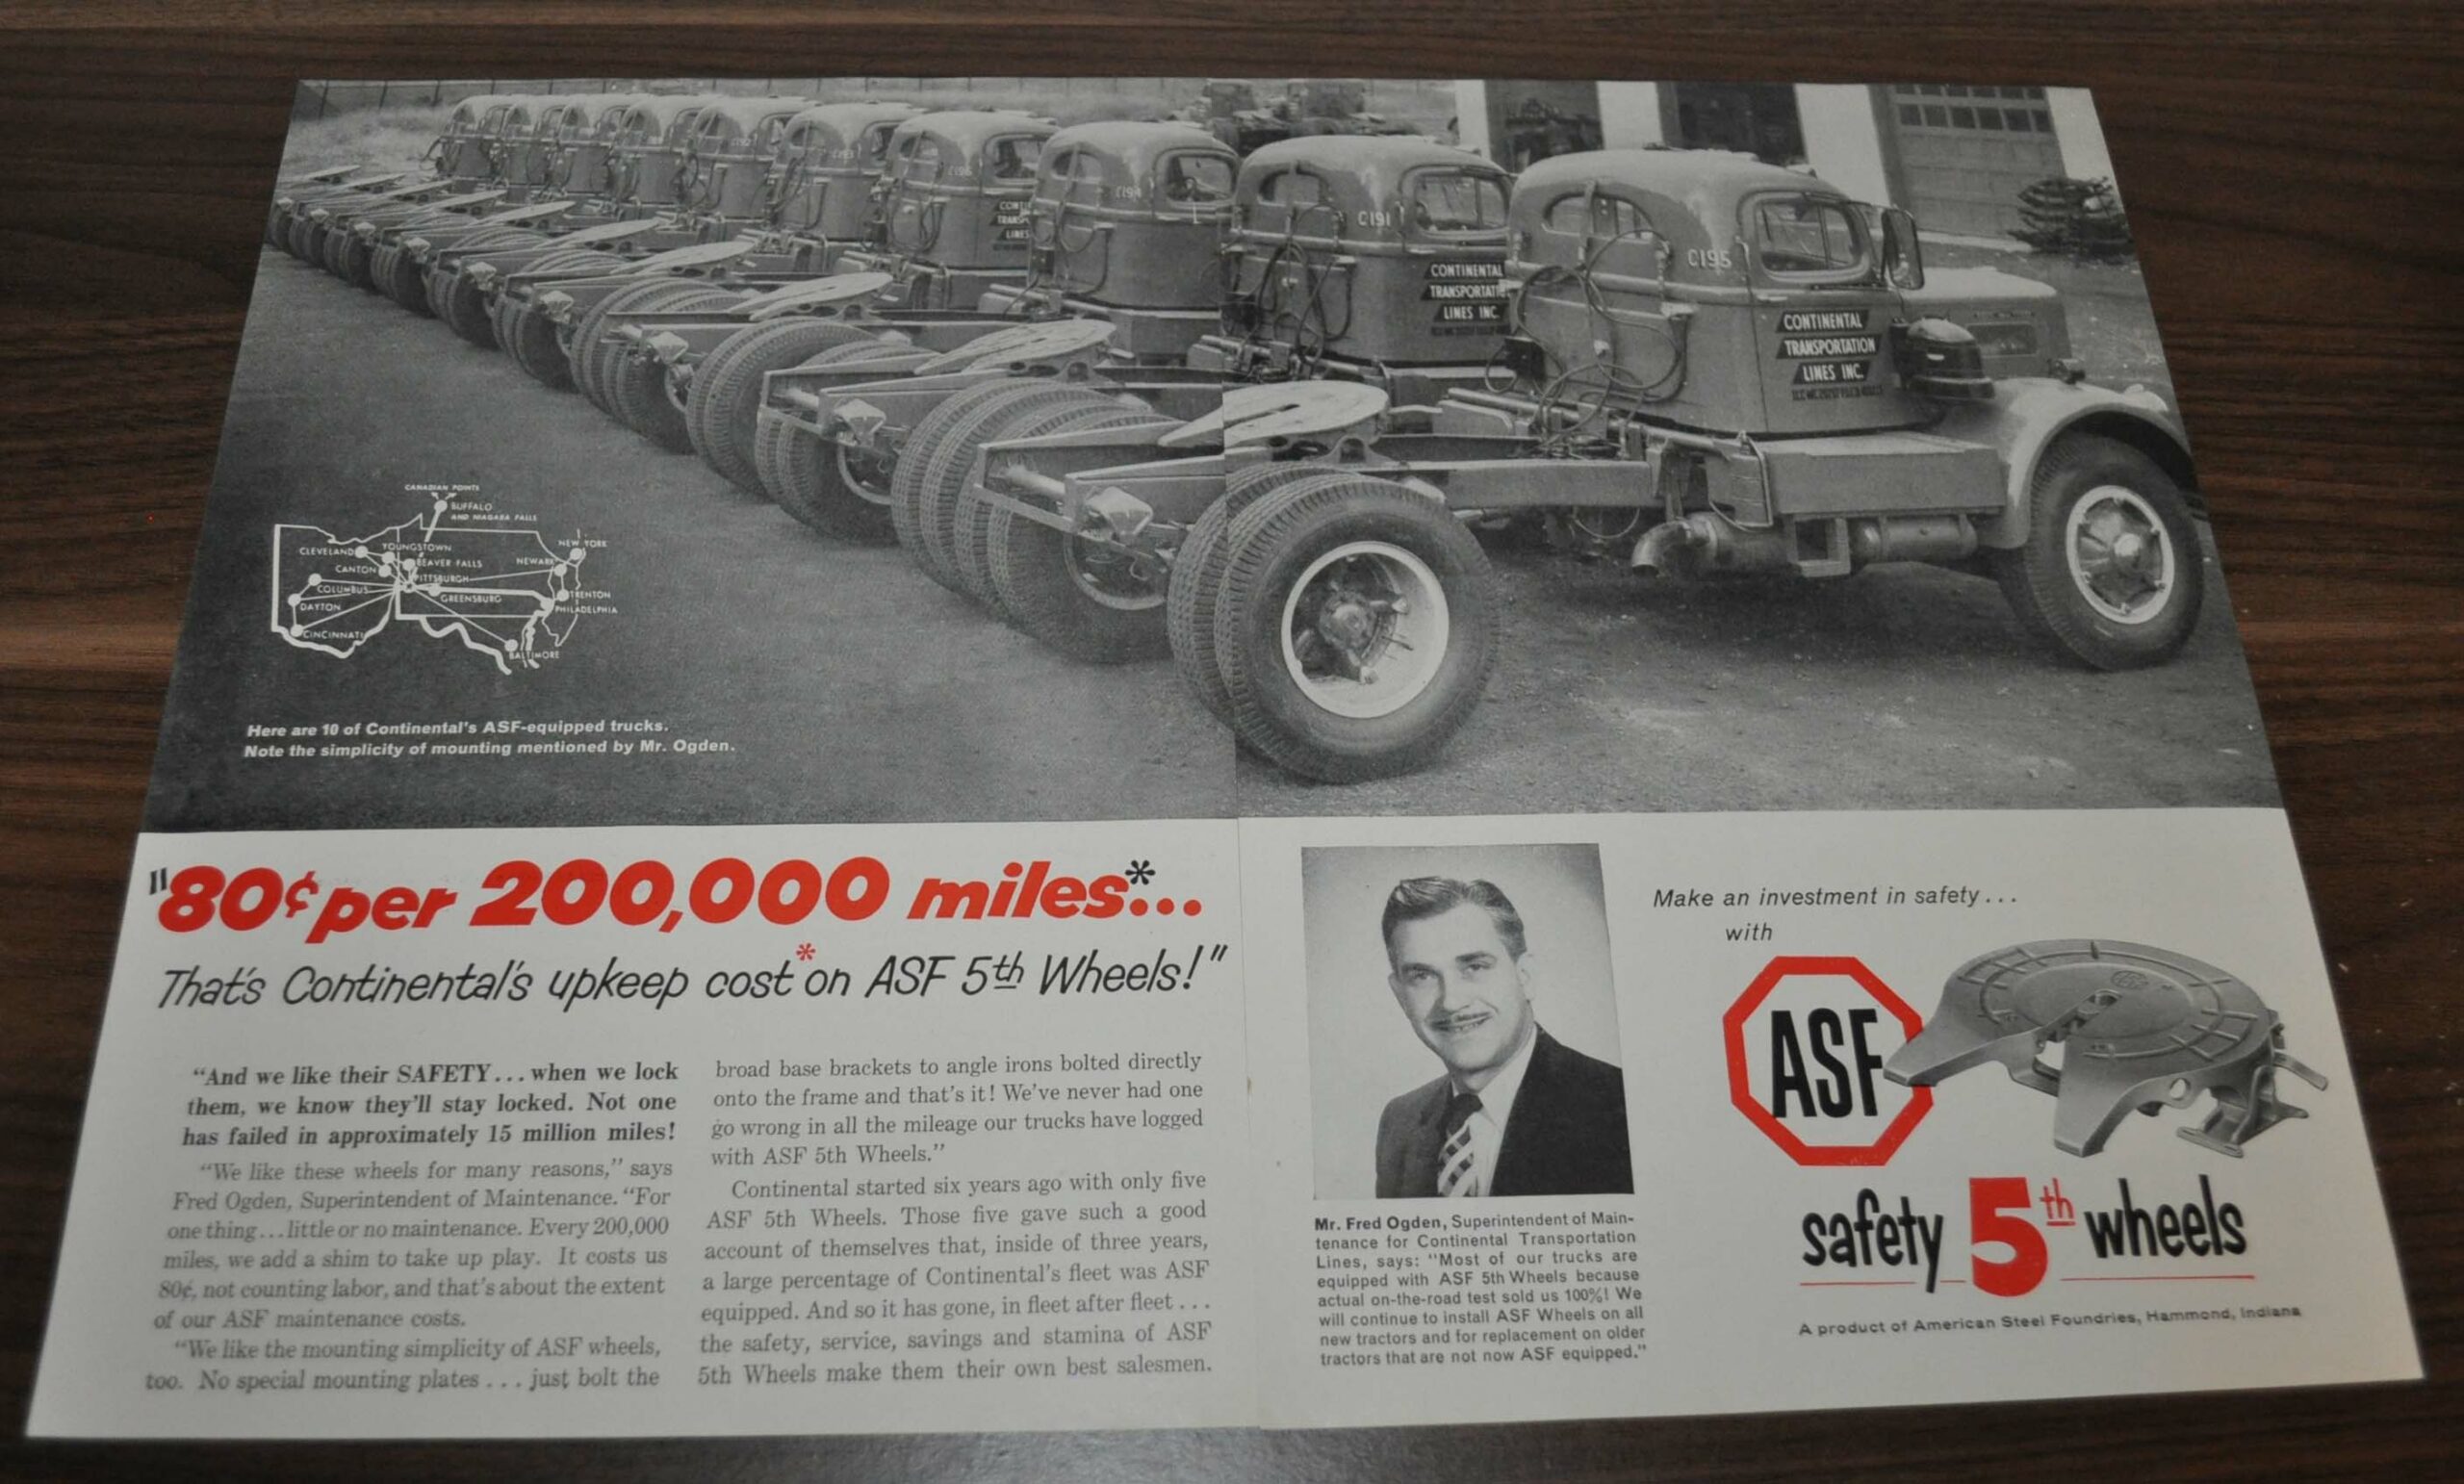 C195
C191
C194
CONTINENTAL
TRANSPORTATION
LINES INC.
CONTINENTAL
TRANSPORTATI
LINES INC.
CONTI
TRANSP
LINES
CANADIAN POINTS
BUFFALO
AND NIAGARA FALLS
CLEVELAND
YOUNGSTOWN
NEW YORK
CANTON
BEAVER FALLS
NEWARK
PITTSBURGH
COLUMBUS
GREENSBURG
TRENTON
DAYTON
PHILADELPHIA
CINCINNATI
BALTIMORE
Here are 10 of Continental's ASF-equipped trucks.
Note the simplicity of mounting mentioned by Mr. Ogden.
"80¢ per 200,000 miles*...
That's Continental's upkeep cost* on ASF 5th Wheels!"
"And we like their SAFETY...when we lock
them, we know they'll stay locked. Not one
has failed in approximately 15 million miles!
"We like these wheels for many reasons," says
Fred Ogden, Superintendent of Maintenance. "For
one thing...little or no maintenance. Every 200,000
miles, we add a shim to take up play. It costs us
80¢, not counting labor, and that's about the extent
of our ASF maintenance costs.
"We like the mounting simplicity of ASF wheels,
too. No special mounting plates . . . just bolt the
broad base brackets to angle irons bolted directly
onto the frame and that's it! We've never had one
go wrong in all the mileage our trucks have logged
with ASF 5th Wheels."
Continental started six years ago with only five
ASF 5th Wheels. Those five gave such a good
account of themselves that, inside of three years,
a large percentage of Continental's fleet was ASF
equipped. And so it has gone, in fleet after fleet . . .
the safety, service, savings and stamina of ASF
5th Wheels make them their own best salesmen.
Mr. Fred Ogden, Superintendent of Main-
tenance for Continental Transportation
Lines, says: "Most of our trucks are
equipped with ASF 5th Wheels because
actual on-the-road test sold us 100%! We
will continue to install ASF Wheels on all
new tractors and for replacement on older
tractors that are not now ASF equipped."
Make an investment in safety . . .
with
ASF
safety 5th wheels
A product of American Steel Foundries, Hammond, Indiana